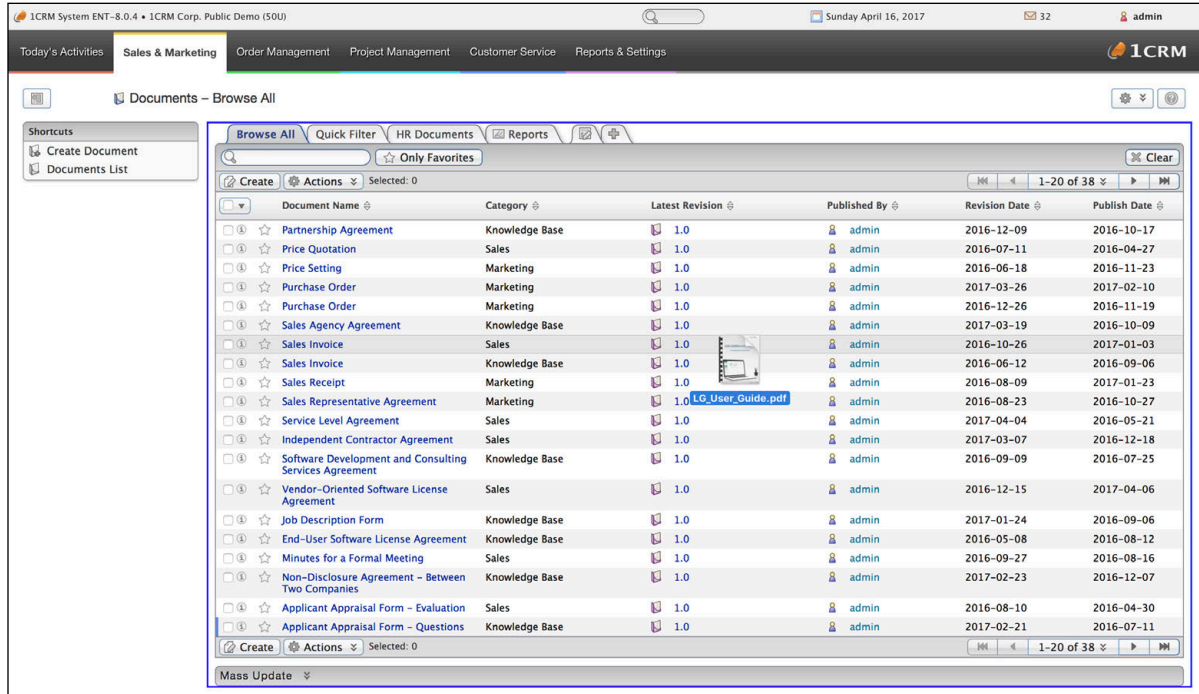 1CRM System ENT-8.0.4 • 1CRM Corp. Public Demo (50U) Sunday April 16, 2017 32 admin
Today's Activities Sales & Marketing Order Management Project Management Customer Service Reports & Settings 1CRM
Documents – Browse All
Shortcuts
Create Document
Documents List
Browse All Quick Filter HR Documents Reports
Only Favorites Clear
Create Actions Selected: 0 1-20 of 38
Document Name Category Latest Revision Published By Revision Date Publish Date
Partnership Agreement Knowledge Base 1.0 admin 2016-12-09 2016-10-17
Price Quotation Sales 1.0 admin 2016-07-11 2016-04-27
Price Setting Marketing 1.0 admin 2016-06-18 2016-11-23
Purchase Order Marketing 1.0 admin 2017-03-26 2017-02-10
Purchase Order Marketing 1.0 admin 2016-12-26 2016-11-19
Sales Agency Agreement Knowledge Base 1.0 admin 2017-03-19 2016-10-09
Sales Invoice Sales 1.0 admin 2016-10-26 2017-01-03
Sales Invoice Knowledge Base 1.0 admin 2016-06-12 2016-09-06
Sales Receipt Marketing 1.0 admin 2016-08-09 2017-01-23
Sales Representative Agreement Marketing 1.0 LG_User_Guide.pdf admin 2016-08-23 2016-10-27
Service Level Agreement Sales 1.0 admin 2017-04-04 2016-05-21
Independent Contractor Agreement Sales 1.0 admin 2017-03-07 2016-12-18
Software Development and Consulting Knowledge Base 1.0 admin 2016-09-09 2016-07-25
Services Agreement
Vendor-Oriented Software License Sales 1.0 admin 2016-12-15 2017-04-06
Agreement
Job Description Form Knowledge Base 1.0 admin 2017-01-24 2016-09-06
End-User Software License Agreement Knowledge Base 1.0 admin 2016-05-08 2016-08-12
Minutes for a Formal Meeting Sales 1.0 admin 2016-09-27 2016-08-16
Non-Disclosure Agreement - Between Knowledge Base 1.0 admin 2017-02-23 2016-12-07
Two Companies
Applicant Appraisal Form - Evaluation Sales 1.0 admin 2016-08-10 2016-04-30
Applicant Appraisal Form - Questions Knowledge Base 1.0 admin 2017-02-21 2016-07-11
Create Actions Selected: 0 1-20 of 38
Mass Update